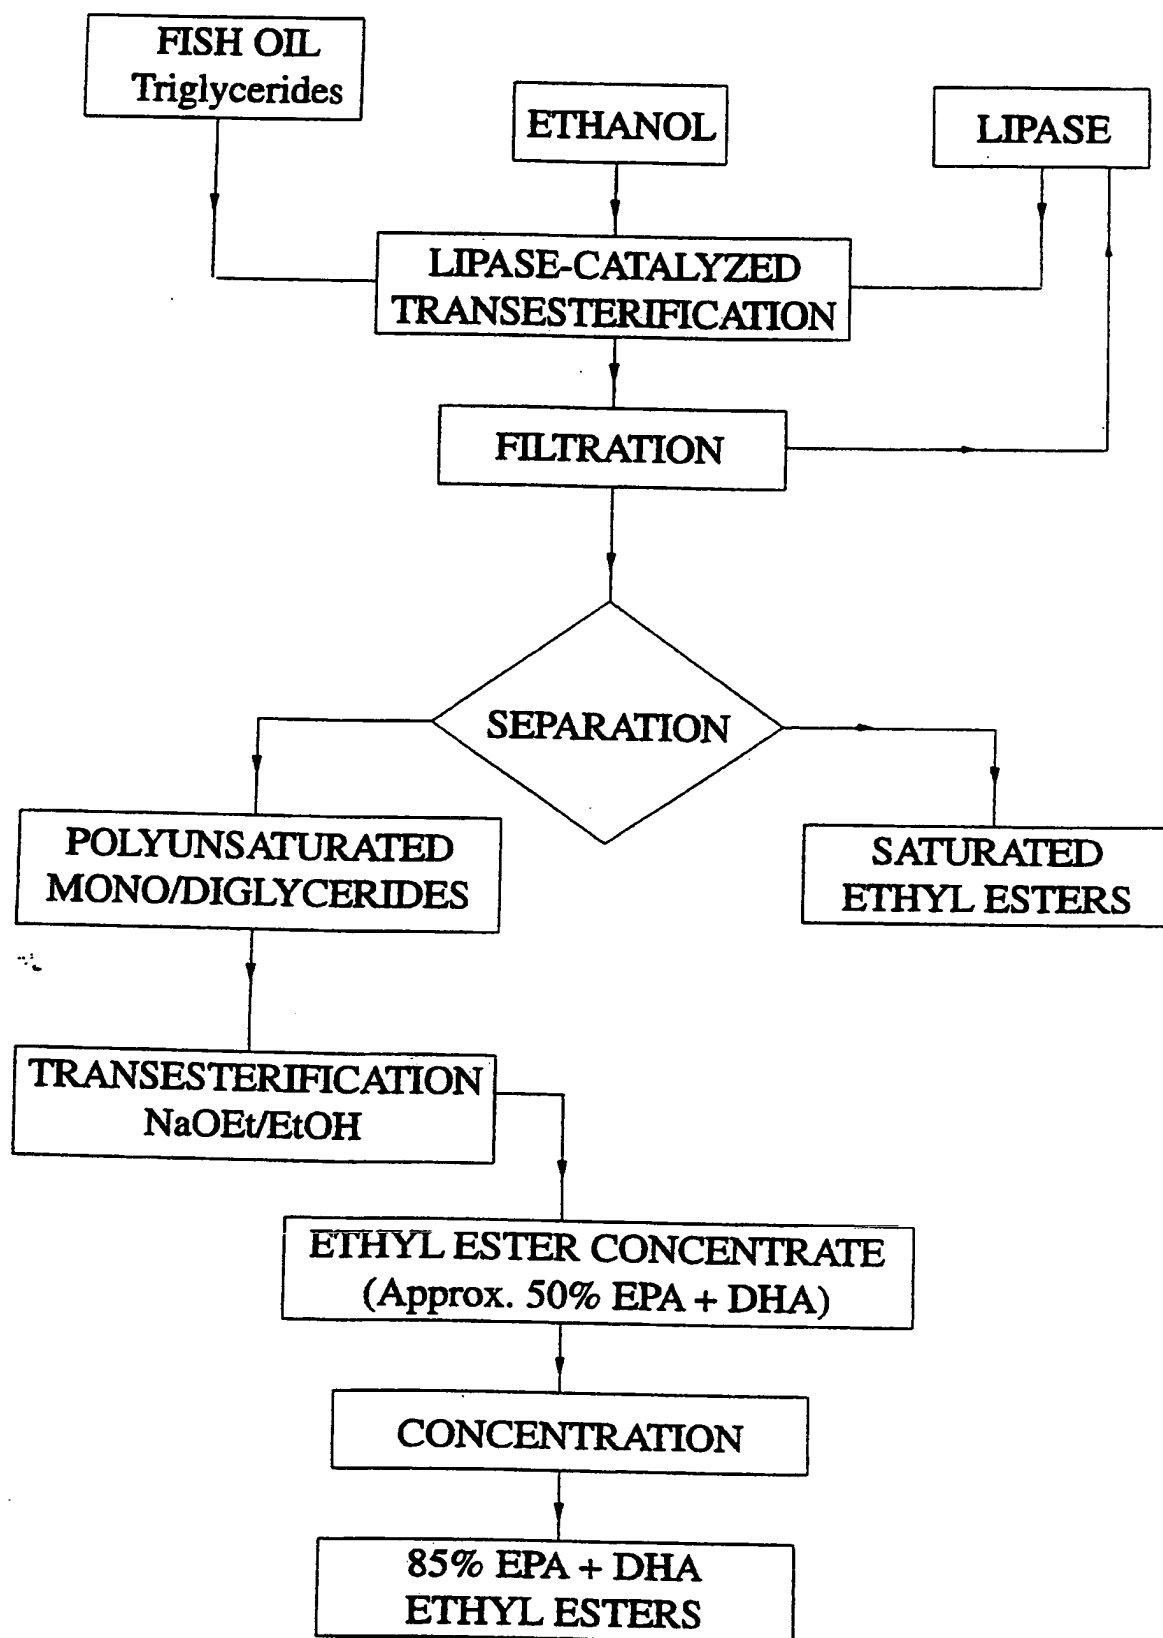 FISH OIL
Triglycerides
ETHANOL
LIPASE
LIPASE-CATALYZED
TRANSESTERIFICATION
FILTRATION
SEPARATION
POLYUNSATURATED
MONO/DIGLYCERIDES
SATURATED
ETHYL ESTERS
TRANSESTERIFICATION
NaOEt/EtOH
ETHYL ESTER CONCENTRATE
(Approx. 50% EPA + DHA)
CONCENTRATION
85% EPA + DHA
ETHYL ESTERS